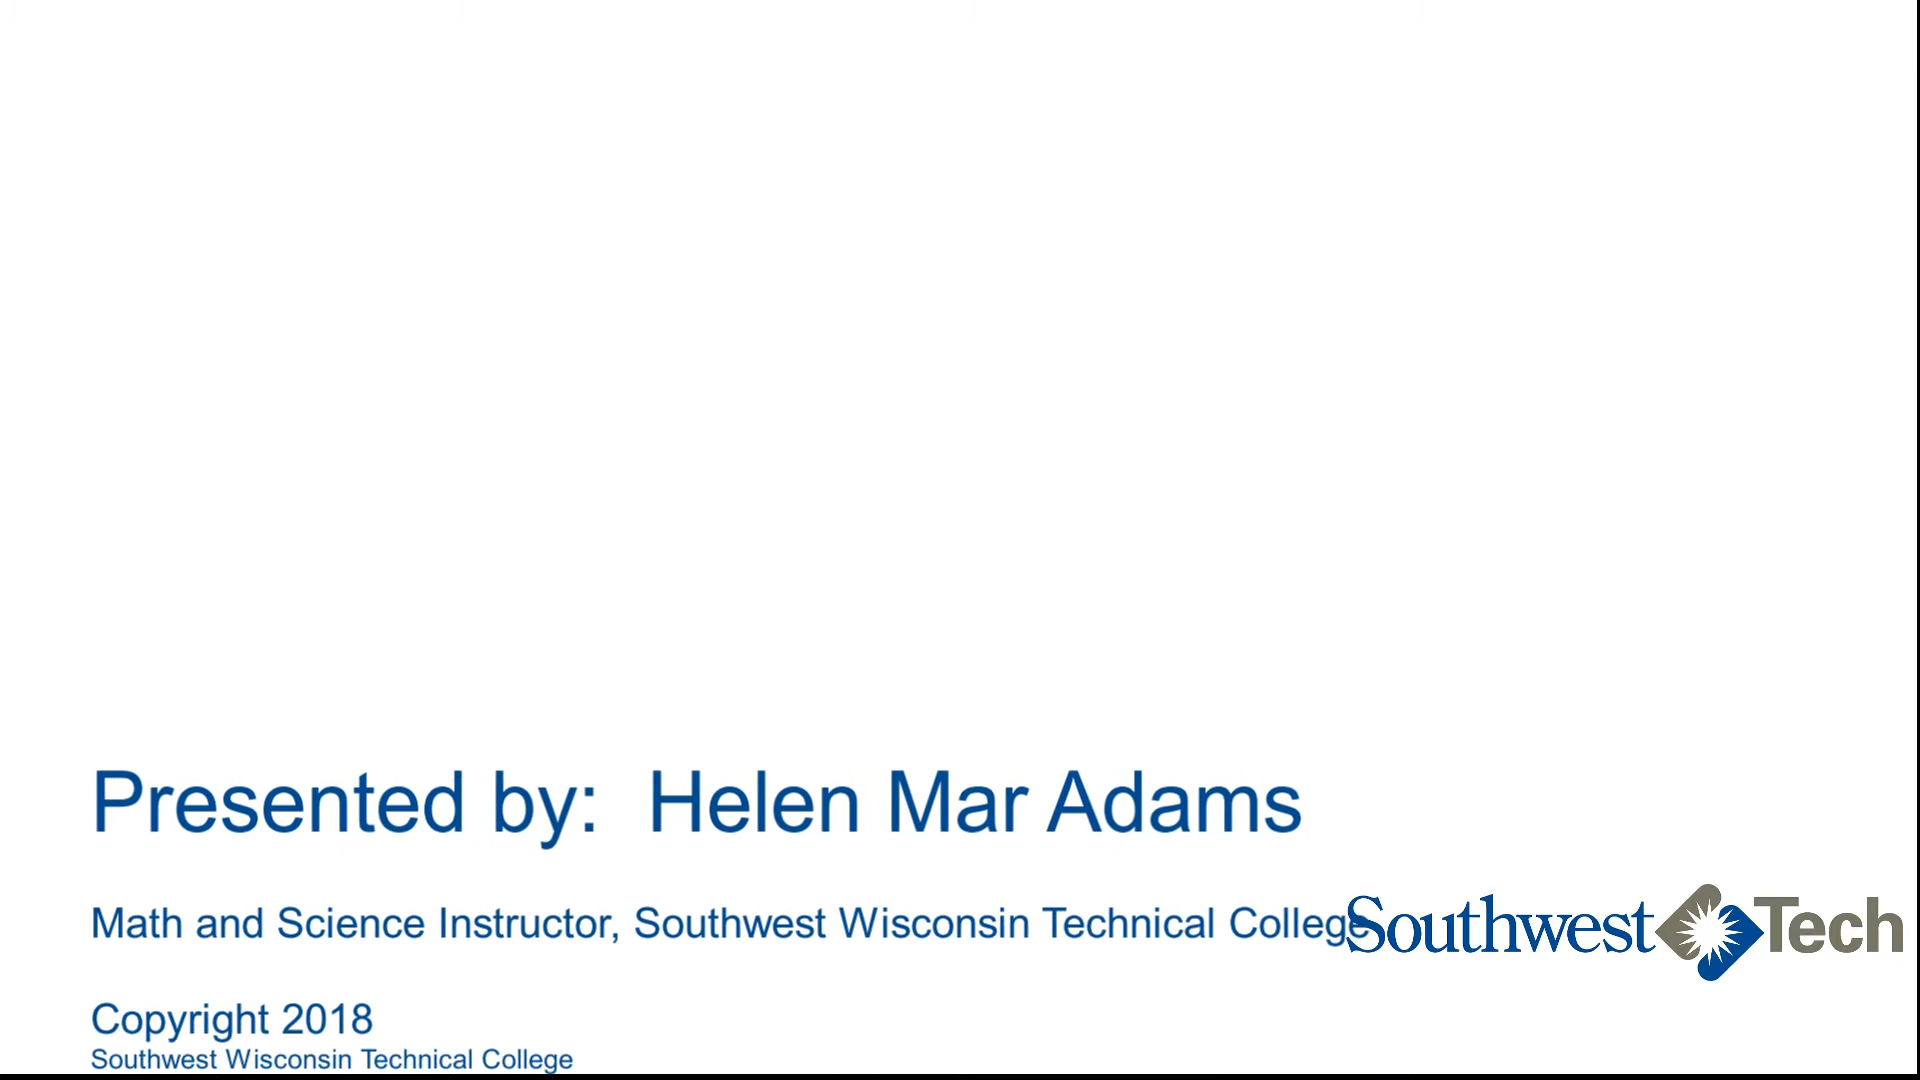 Presented by:  Helen Mar Adams
Math and Science Instructor, Southwest Wisconsin Technical College
Southwest Tech
Copyright 2018
Southwest Wisconsin Technical College